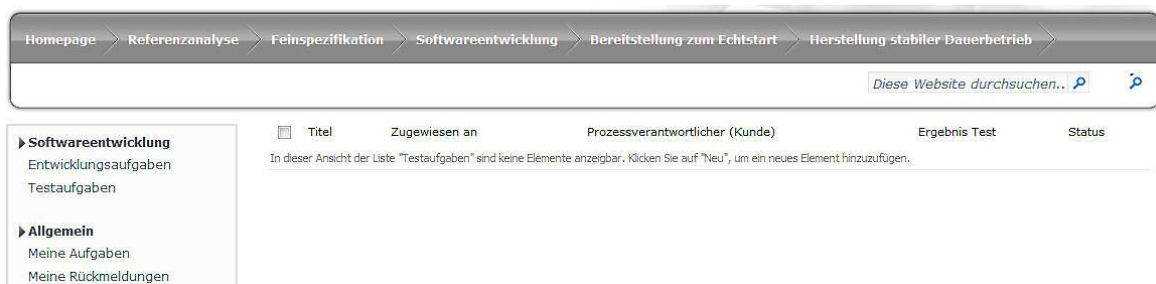 Homepage Referenzanalyse Feinspezifikation Softwareentwicklung Bereitstellung zum Echtstart Herstellung stabiler Dauerbetrieb
Diese Website durchsuchen..
Softwareentwicklung
Entwicklungsaufgaben
Testaufgaben
Allgemein
Meine Aufgaben
Meine Rückmeldungen
Titel Zugewiesen an Prozessverantwortlicher (Kunde) Ergebnis Test Status
In dieser Ansicht der Liste "Testaufgaben" sind keine Elemente anzeigbar. Klicken Sie auf "Neu", um ein neues Element hinzuzufügen.